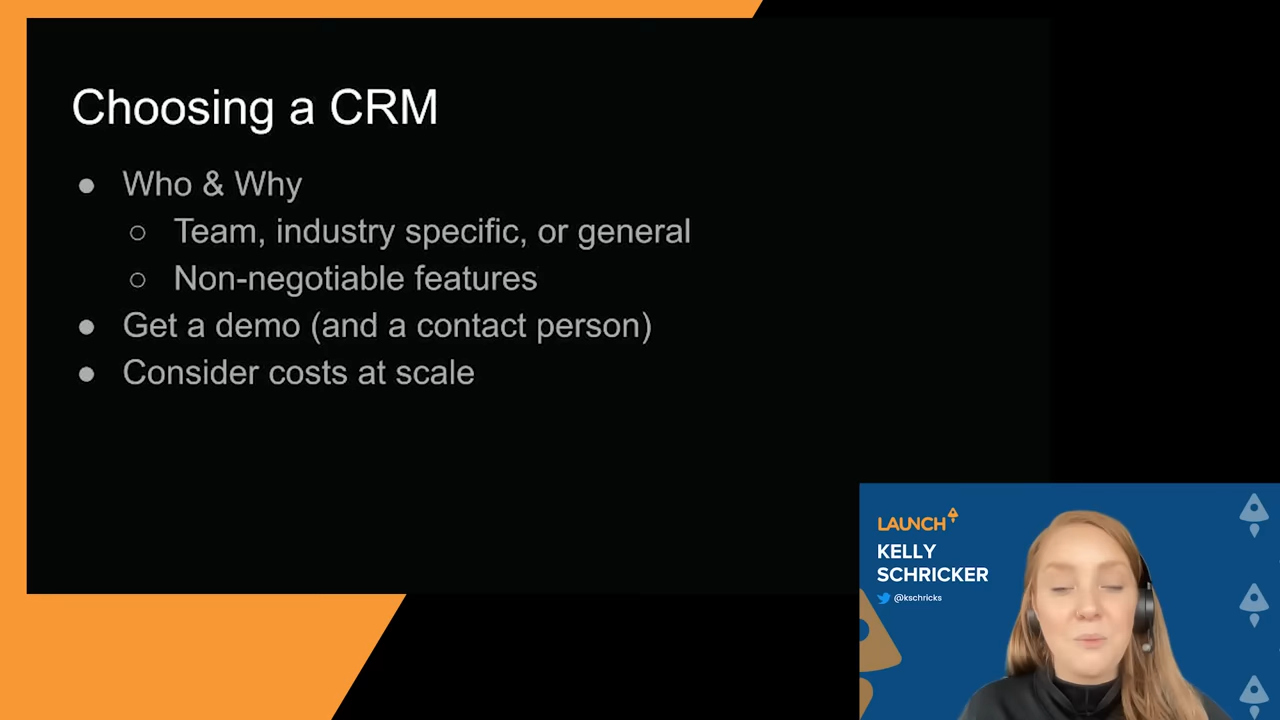 Choosing a CRM
● Who & Why
○ Team, industry specific, or general
○ Non-negotiable features
● Get a demo (and a contact person)
● Consider costs at scale
LAUNCH
KELLY
SCHRICKER
@kschricks